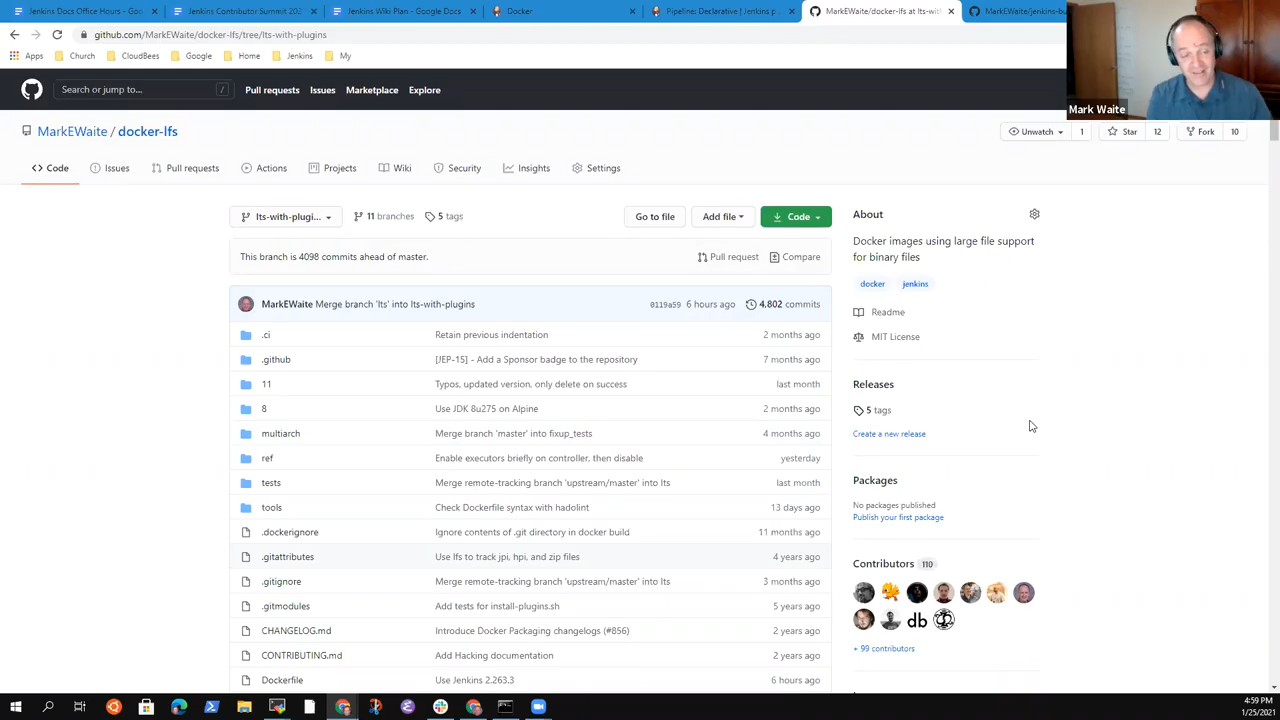 Jenkins Docs Office Hours - Goo
Jenkins Contributor Summit 202
Jenkins Wiki Plan - Google Docs
Docker
Pipeline: Declarative | Jenkins p
MarkEWaite/docker-lfs at lts-wit
MarkEWaite/jenkins-bu
github.com/MarkEWaite/docker-lfs/tree/lts-with-plugins
Apps Church CloudBees Google Home Jenkins My
Search or jump to... /
Pull requests Issues Marketplace Explore
Mark Waite
MarkEWaite / docker-lfs
Unwatch 1 Star 12 Fork 10
Code Issues Pull requests Actions Projects Wiki Security Insights Settings
lts-with-plugi... 11 branches 5 tags Go to file Add file Code
This branch is 4098 commits ahead of master. Pull request Compare
MarkEWaite Merge branch 'lts' into lts-with-plugins 0119a59 6 hours ago 4,802 commits
.ci Retain previous indentation 2 months ago
.github [JEP-15] - Add a Sponsor badge to the repository 7 months ago
11 Typos, updated version, only delete on success last month
8 Use JDK 8u275 on Alpine 2 months ago
multiarch Merge branch 'master' into fixup_tests 4 months ago
ref Enable executors briefly on controller, then disable yesterday
tests Merge remote-tracking branch 'upstream/master' into lts last month
tools Check Dockerfile syntax with hadolint 13 days ago
.dockerignore Ignore contents of .git directory in docker build 11 months ago
.gitattributes Use lfs to track jpi, hpi, and zip files 4 years ago
.gitignore Merge remote-tracking branch 'upstream/master' into lts 3 months ago
.gitmodules Add tests for install-plugins.sh 5 years ago
CHANGELOG.md Introduce Docker Packaging changelogs (#856) 2 years ago
CONTRIBUTING.md Add Hacking documentation 2 years ago
Dockerfile Use Jenkins 2.263.3 6 hours ago
About
Docker images using large file support
for binary files
docker jenkins
Readme
MIT License
Releases
5 tags
Create a new release
Packages
No packages published
Publish your first package
Contributors 110
db
+ 99 contributors
4:59 PM
1/25/2021